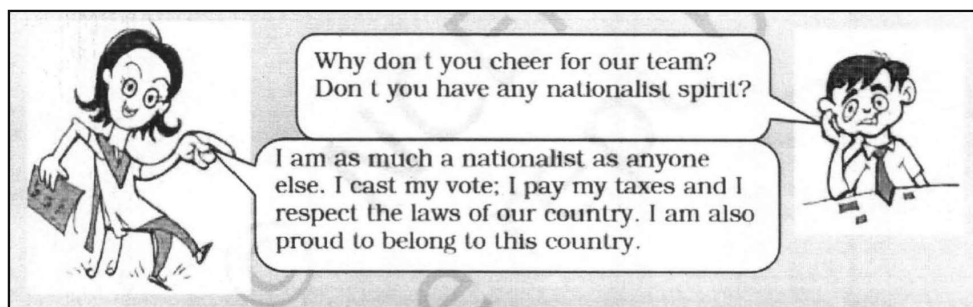 Why don t you cheer for our team?
Don t you have any nationalist spirit?
I am as much a nationalist as anyone
else. I cast my vote; I pay my taxes and I
respect the laws of our country. I am also
proud to belong to this country.